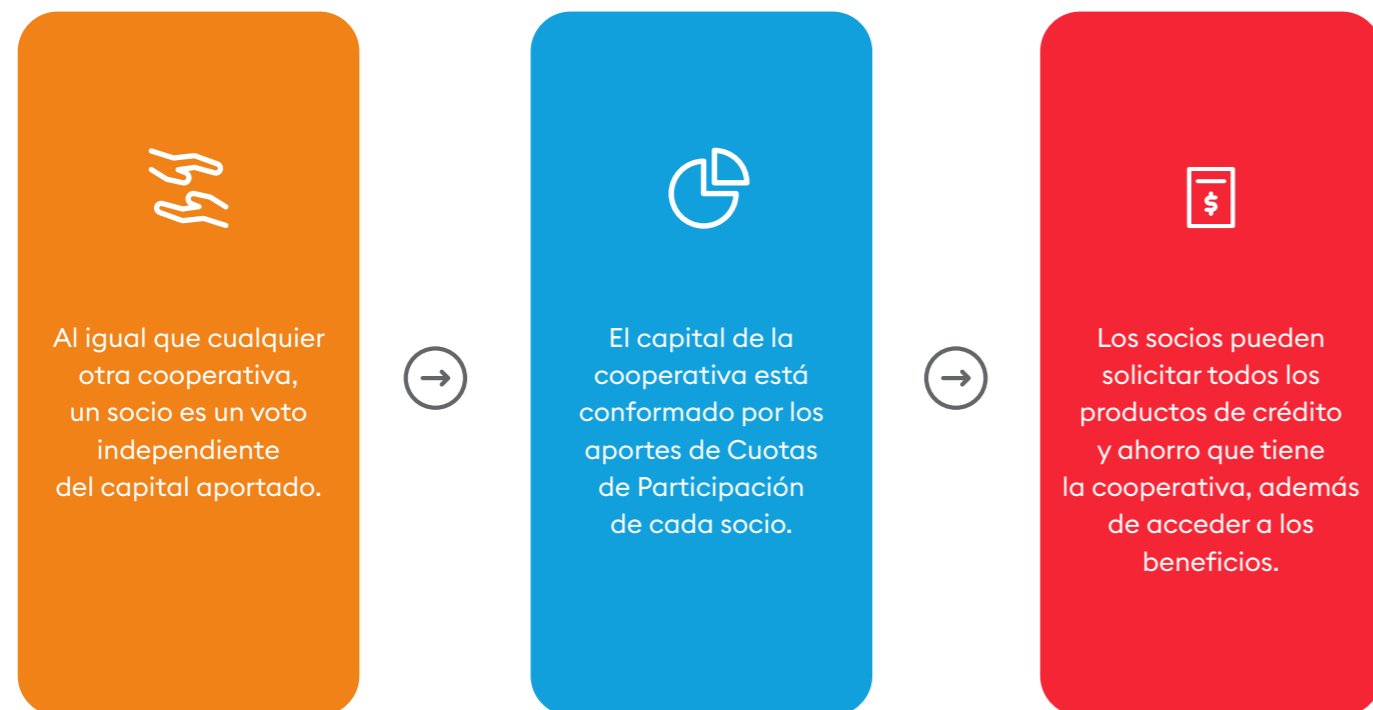 Al igual que cualquier
otra cooperativa,
un socio es un voto
independiente
del capital aportado.
El capital de la
cooperativa está
conformado por los
aportes de Cuotas
de Participación
de cada socio.
$
Los socios pueden
solicitar todos los
productos de crédito
y ahorro que tiene
la cooperativa, además
de acceder a los
beneficios.